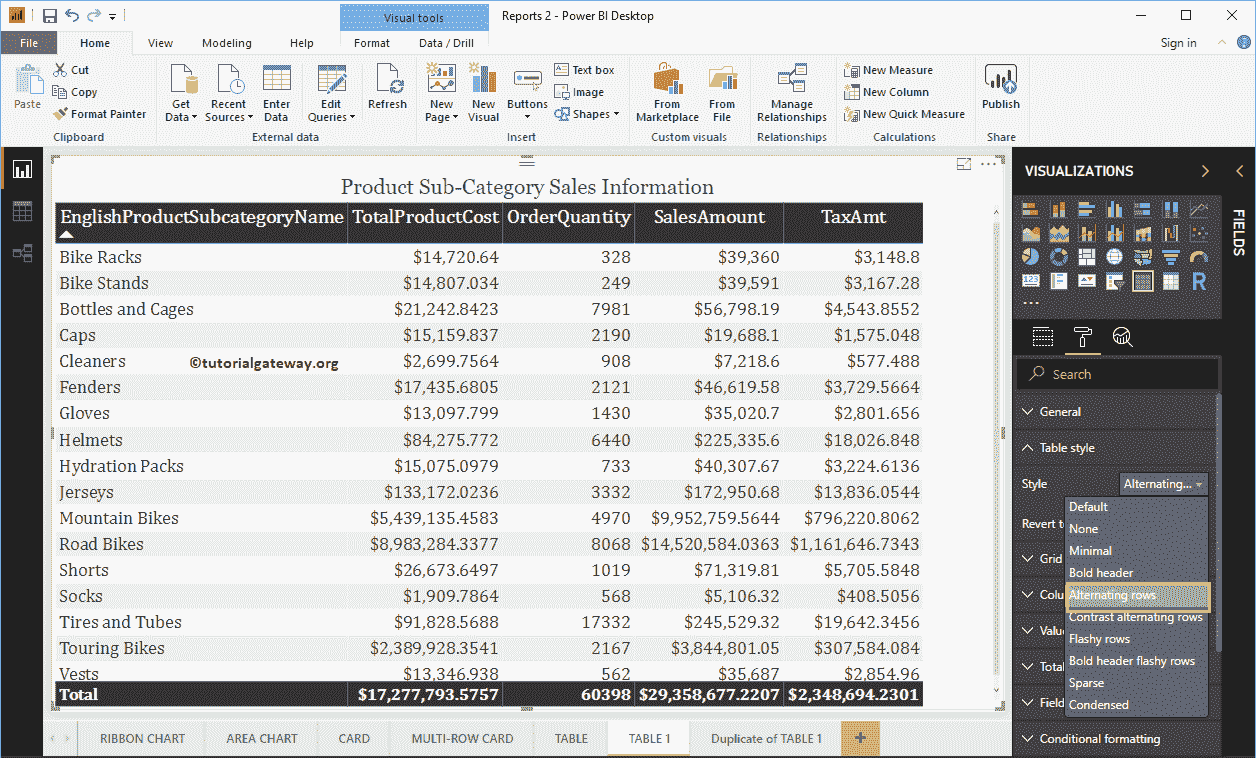 Visual tools
Reports 2 - Power BI Desktop
File Home View Modeling Help Format Data / Drill Sign in
Paste
Cut
Copy
Format Painter
Clipboard
Get Data
Recent Sources
Enter Data
Edit Queries
External data
Refresh
New Page
New Visual
Buttons
Text box
Image
Shapes
Insert
From Marketplace
From File
Custom visuals
Manage Relationships
Relationships
New Measure
New Column
New Quick Measure
Calculations
Publish
Share
Product Sub-Category Sales Information
EnglishProductSubcategoryName TotalProductCost OrderQuantity SalesAmount TaxAmt
Bike Racks $14,720.64 328 $39,360 $3,148.8
Bike Stands $14,807.034 249 $39,591 $3,167.28
Bottles and Cages $21,242.8423 7981 $56,798.19 $4,543.8552
Caps $15,159.837 2190 $19,688.1 $1,575.048
Cleaners $2,699.7564 908 $7,218.6 $577.488
©tutorialgateway.org
Fenders $17,435.6805 2121 $46,619.58 $3,729.5664
Gloves $13,097.799 1430 $35,020.7 $2,801.656
Helmets $84,275.772 6440 $225,335.6 $18,026.848
Hydration Packs $15,075.0979 733 $40,307.67 $3,224.6136
Jerseys $133,172.0236 3332 $172,950.68 $13,836.0544
Mountain Bikes $5,439,135.4583 4970 $9,952,759.5644 $796,220.8062
Road Bikes $8,983,284.3377 8068 $14,520,584.0363 $1,161,646.7343
Shorts $26,673.6497 1019 $71,319.81 $5,705.5848
Socks $1,909.7864 568 $5,106.32 $408.5056
Tires and Tubes $91,828.5688 17332 $245,529.32 $19,642.3456
Touring Bikes $2,389,928.3541 2167 $3,844,801.05 $307,584.084
Vests $13,346.938 562 $35,687 $2,854.96
Total $17,277,793.5757 60398 $29,358,677.2207 $2,348,694.2301
RIBBON CHART AREA CHART CARD MULTI-ROW CARD TABLE TABLE 1 Duplicate of TABLE 1 +
VISUALIZATIONS
FIELDS
123
R
Search
General
Table style
Style Alternating...
Revert t
Grid
Colu
Valu
Total
Field
Default
None
Minimal
Bold header
Alternating rows
Contrast alternating rows
Flashy rows
Bold header flashy rows
Sparse
Condensed
Conditional formatting